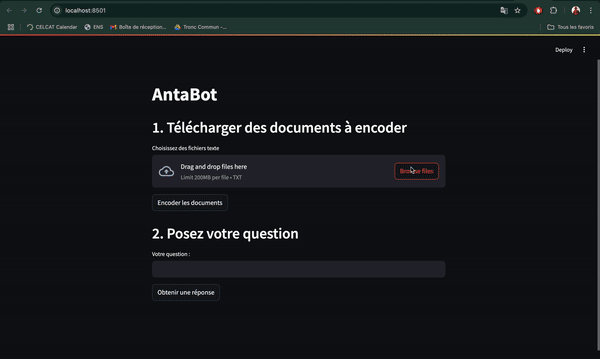 localhost:8501
CELCAT Calendar
ENS
Boîte de réception...
Tronc Commun -...
Tous les favoris
Deploy
AntaBot
1. Télécharger des documents à encoder
Choisissez des fichiers texte
Drag and drop files here
Limit 200MB per file • TXT
Browse files
Encoder les documents
2. Posez votre question
Votre question :
Obtenir une réponse